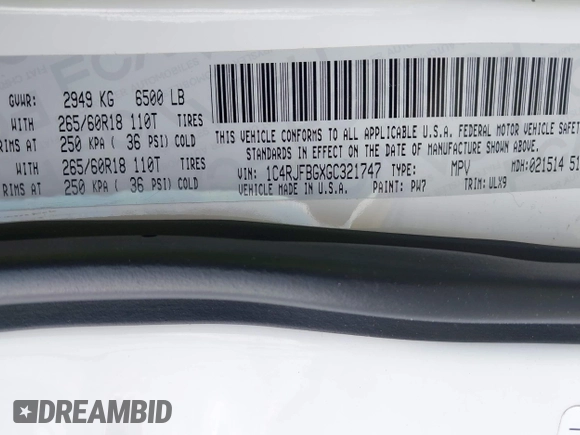 GVWR: 2949 KG 6500 LB
WITH 265/60R18 110T TIRES
RIMS AT 250 KPA ( 36 PSI) COLD
WITH 265/60R18 110T TIRES
RIMS AT 250 KPA ( 36 PSI) COLD
THIS VEHICLE CONFORMS TO ALL APPLICABLE U.S.A. FEDERAL MOTOR VEHICLE
STANDARDS IN EFFECT ON THE DATE OF MANUFACTURE SHOWN ABOVE.
VIN: 1C4RJFBGXGC321747 TYPE: MPV MDH:021514 51
VEHICLE MADE IN U.S.A. PAINT: PW7 TRIM: ULX9
DREAMBID